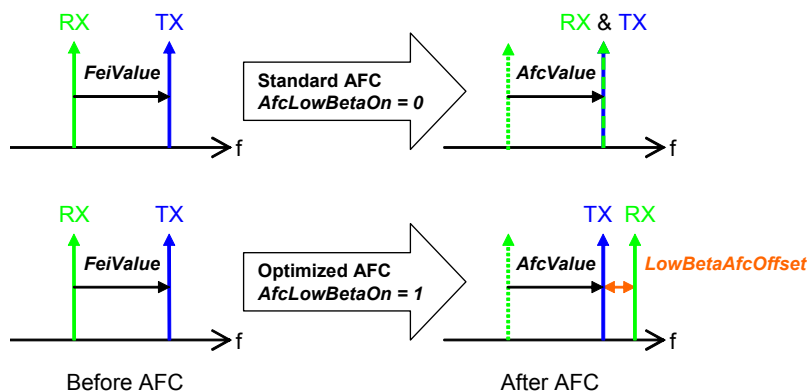 RX TX RX & TX
FeiValue Standard AFC AfcValue
AfcLowBetaOn = 0
f f
RX TX TX RX
FeiValue Optimized AFC AfcValue LowBetaAfcOffset
AfcLowBetaOn = 1
f f
Before AFC After AFC